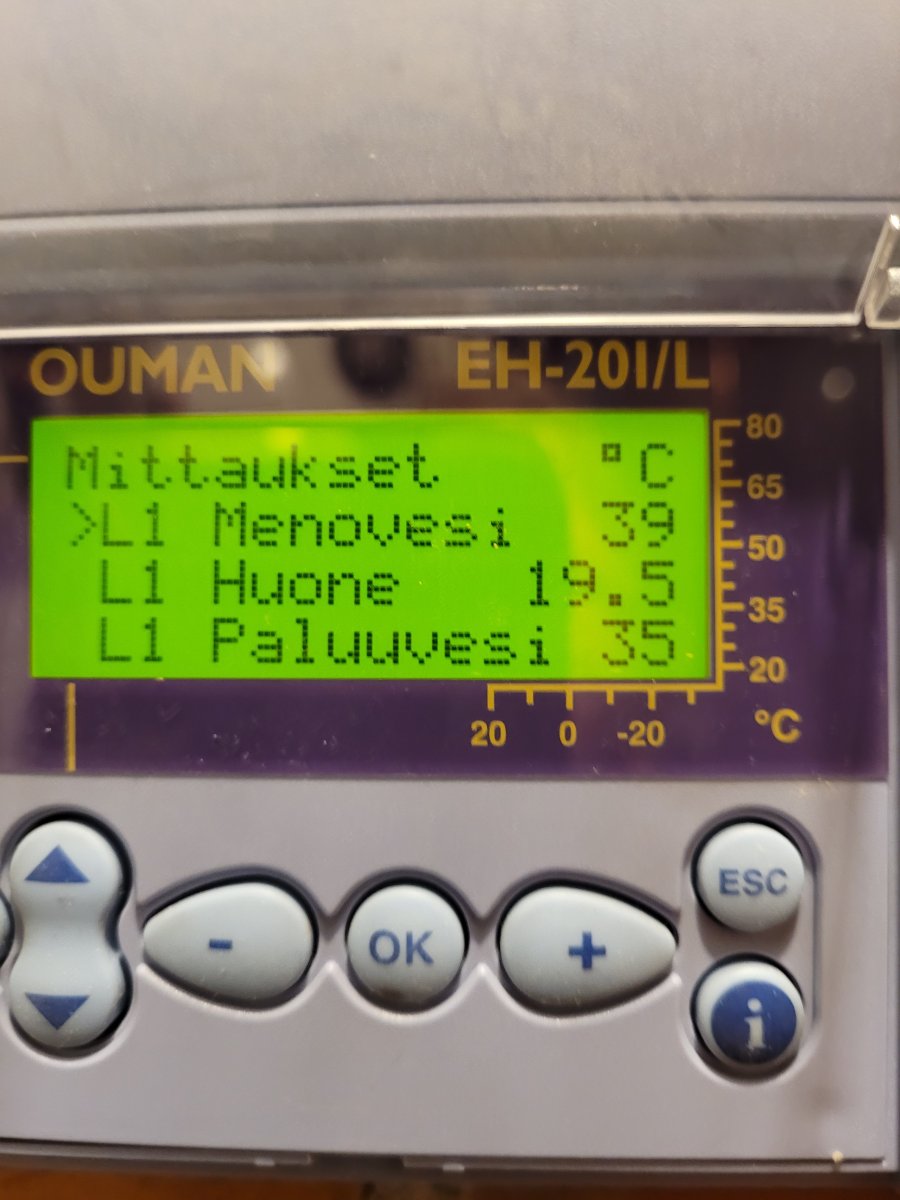 OUMAN EH-201/L
Mittaukset °C
>L1 Menovesi 39
L1 Huone 19.5
L1 Paluuvesi 35
80
65
50
35
20
20 0 -20 °C
ESC
- OK +
i